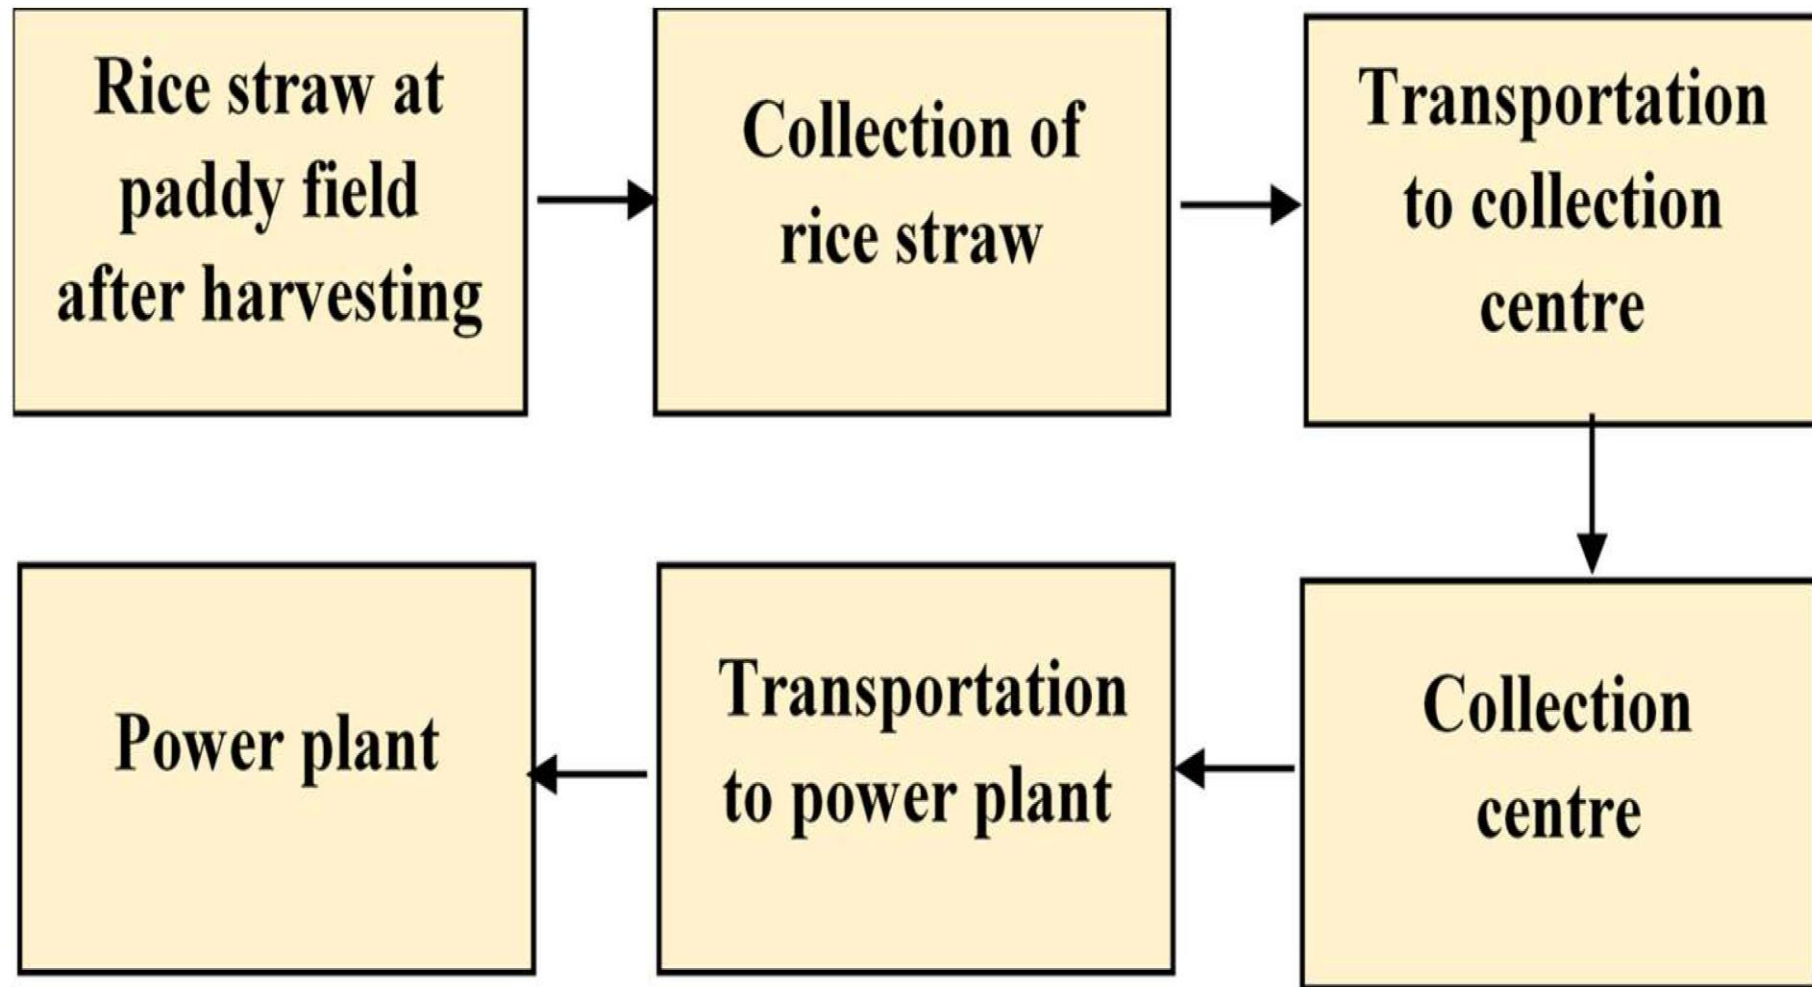 Rice straw at
paddy field
after harvesting
Collection of
rice straw
Transportation
to collection
centre
Collection
centre
Transportation
to power plant
Power plant